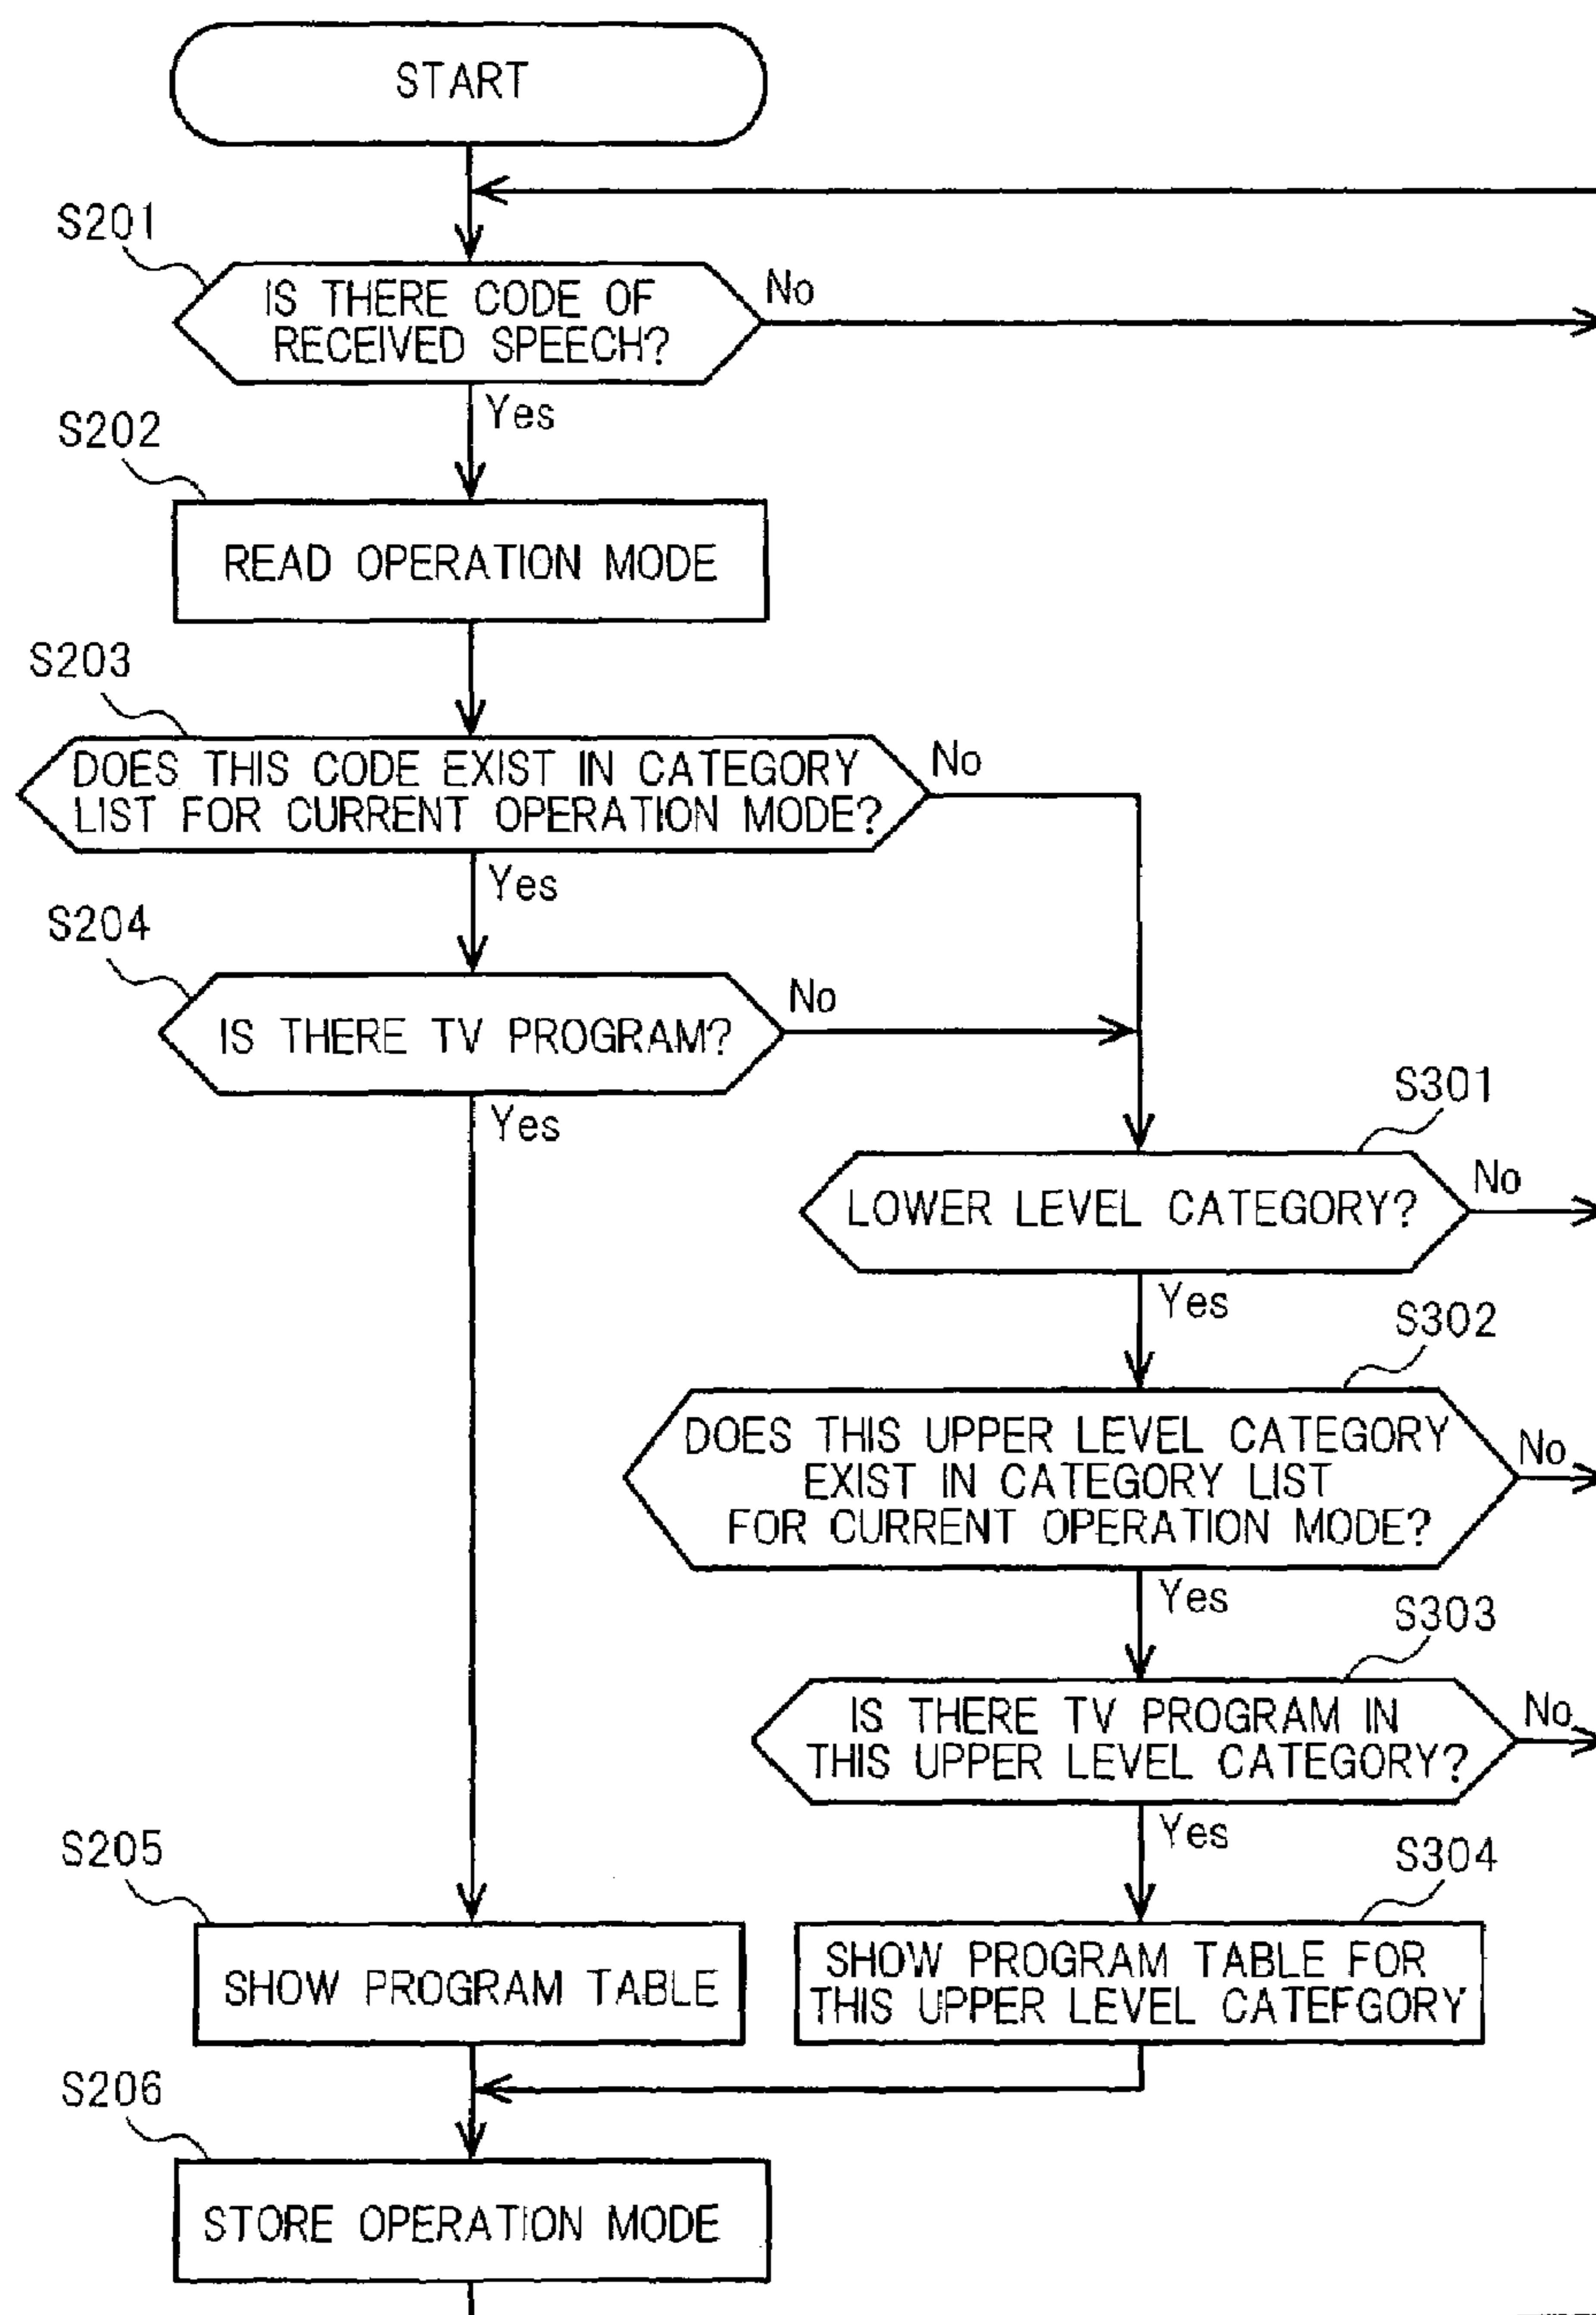 START
S201
IS THERE CODE OF
RECEIVED SPEECH?
No
Yes
S202
READ OPERATION MODE
S203
DOES THIS CODE EXIST IN CATEGORY
LIST FOR CURRENT OPERATION MODE?
No
Yes
S204
IS THERE TV PROGRAM?
No
Yes
S301
LOWER LEVEL CATEGORY?
No
Yes
S302
DOES THIS UPPER LEVEL CATEGORY
EXIST IN CATEGORY LIST
FOR CURRENT OPERATION MODE?
No
Yes
S303
IS THERE TV PROGRAM IN
THIS UPPER LEVEL CATEGORY?
No
Yes
S205
SHOW PROGRAM TABLE
S304
SHOW PROGRAM TABLE FOR
THIS UPPER LEVEL CATEFGORY
S206
STORE OPERATION MODE